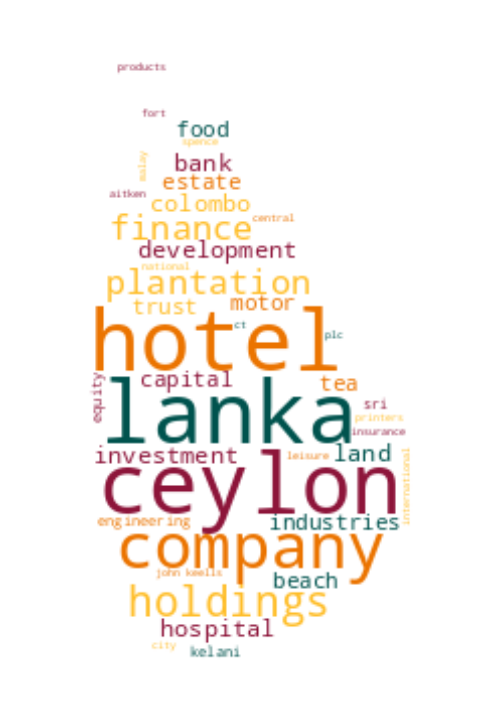 products
fort
food
spence
bank
malay
estate
aitken
colombo
central
finance
development
national
plantation
trust motor
hotel
ct
plc
capital
equity
tea
lanka
sri
printers
insurance
investment
leisure
land
ceylon
international
engineering
industries
company
john keells
beach
holdings
hospital
city
kelani